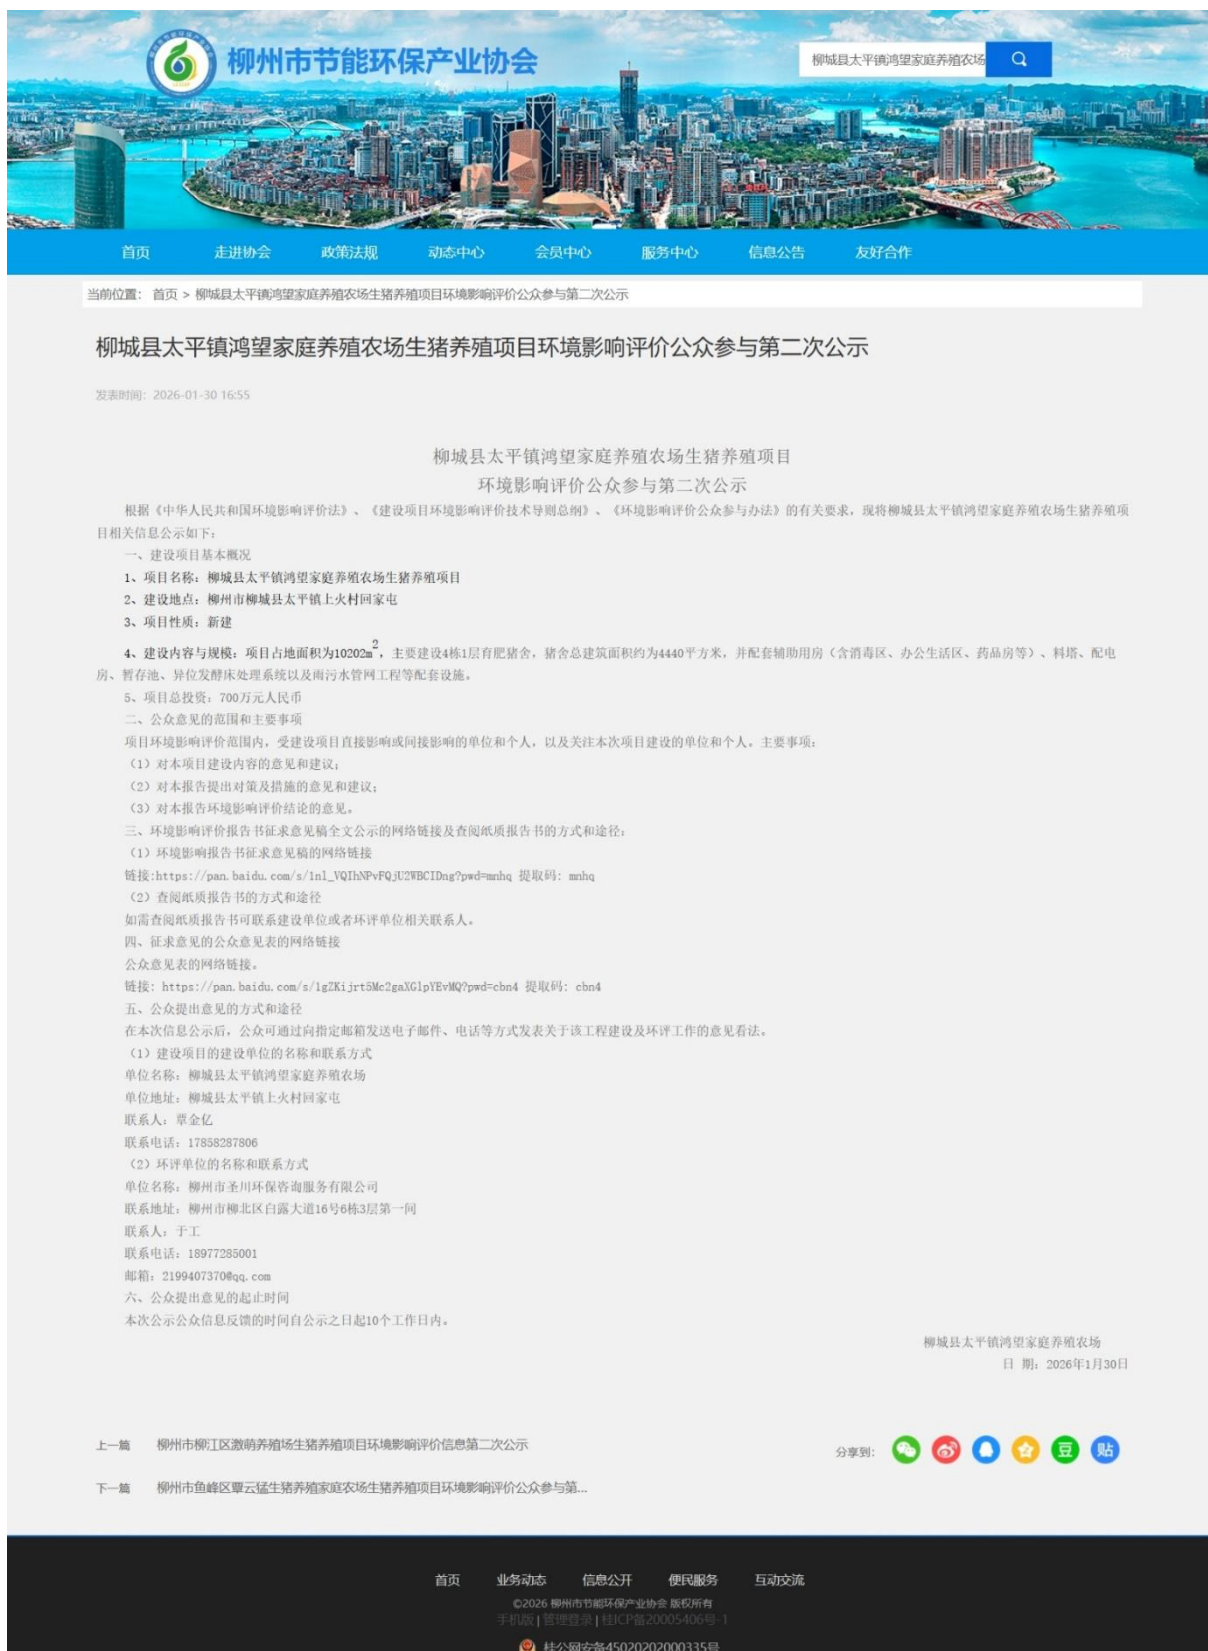 柳州市节能环保产业协会
柳城县太平镇鸿望家庭养殖农场
首页 走进协会 政策法规 动态中心 会员中心 服务中心 信息公告 友好合作
当前位置： 首页 > 柳城县太平镇鸿望家庭养殖农场生猪养殖项目环境影响评价公众参与第二次公示
柳城县太平镇鸿望家庭养殖农场生猪养殖项目环境影响评价公众参与第二次公示
发表时间：2026-01-30 16:55
柳城县太平镇鸿望家庭养殖农场生猪养殖项目
环境影响评价公众参与第二次公示
根据《中华人民共和国环境影响评价法》、《建设项目环境影响评价技术导则总纲》、《环境影响评价公众参与办法》的有关要求，现将柳城县太平镇鸿望家庭养殖农场生猪养殖项
目相关信息公示如下：
一、建设项目基本概况
1、项目名称：柳城县太平镇鸿望家庭养殖农场生猪养殖项目
2、建设地点：柳州市柳城县太平镇上火村回家屯
3、项目性质：新建
4、建设内容与规模：项目占地面积为10202m²，主要建设4栋1层育肥猪舍，猪舍总建筑面积约为4440平方米，并配套辅助用房（含消毒区、办公生活区、药品房等）、料塔、配电
房、暂存池、异位发酵床处理系统以及雨污水管网工程等配套设施。
5、项目总投资：700万元人民币
二、公众意见的范围和主要事项
项目环境影响评价范围内，受建设项目直接影响或间接影响的单位和个人，以及关注本次项目建设的单位和个人。主要事项：
（1）对本项目建设内容的意见和建议；
（2）对本报告提出对策及措施的意见和建议；
（3）对本报告环境影响评价结论的意见。
三、环境影响评价报告书征求意见稿全文公示的网络链接及查阅纸质报告书的方式和途径：
（1）环境影响报告书征求意见稿的网络链接
链接:https://pan.baidu.com/s/1nl_VQIhNPvFQjU2WBCIDng?pwd=mnhq 提取码: mnhq
（2）查阅纸质报告书的方式和途径
如需查阅纸质报告书可联系建设单位或者环评单位相关联系人。
四、征求意见的公众意见表的网络链接
公众意见表的网络链接。
链接: https://pan.baidu.com/s/1gZKijrt5Mc2gaXGlpYEvMQ?pwd=cbn4 提取码: cbn4
五、公众提出意见的方式和途径
在本次信息公示后，公众可通过向指定邮箱发送电子邮件、电话等方式发表关于该工程建设及环评工作的意见看法。
（1）建设项目的建设单位的名称和联系方式
单位名称：柳城县太平镇鸿望家庭养殖农场
单位地址：柳城县太平镇上火村回家屯
联系人：覃金亿
联系电话：17858287806
（2）环评单位的名称和联系方式
单位名称：柳州市圣川环保咨询服务有限公司
联系地址：柳州市柳北区白露大道16号6栋3层第一间
联系人：于工
联系电话：18977285001
邮箱：2199407370@qq.com
六、公众提出意见的起止时间
本次公示公众信息反馈的时间自公示之日起10个工作日内。
柳城县太平镇鸿望家庭养殖农场
日 期：2026年1月30日
上一篇 柳州市柳江区激萌养殖场生猪养殖项目环境影响评价信息第二次公示
分享到：
豆
贴
下一篇 柳州市鱼峰区覃云猛生猪养殖家庭农场生猪养殖项目环境影响评价公众参与第...
首页 业务动态 信息公开 便民服务 互动交流
©2026 柳州市节能环保产业协会 版权所有
手机版 | 管理登录 | 桂ICP备20005406号-1
桂公网安备45020202000335号